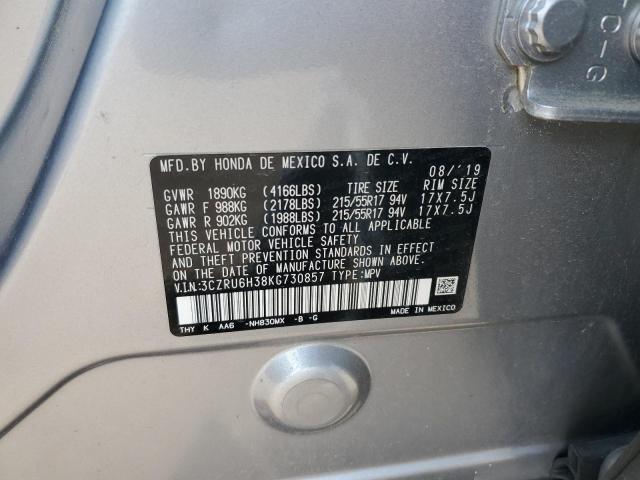 MFD.BY HONDA DE MEXICO S.A. DE C.V. 08/'19
GVWR 1890KG (4166LBS) TIRE SIZE RIM SIZE
GAWR F 988KG (2178LBS) 215/55R17 94V 17X7.5J
GAWR R 902KG (1988LBS) 215/55R17 94V 17X7.5J
THIS VEHICLE CONFORMS TO ALL APPLICABLE
FEDERAL MOTOR VEHICLE SAFETY
AND THEFT PREVENTION STANDARDS IN EFFECT
ON THE DATE OF MANUFACTURE SHOWN ABOVE.
V.I.N:3CZRU6H38KG730857 TYPE:MPV
MADE IN MEXICO
THY K AA6 -NH830MX -B -G